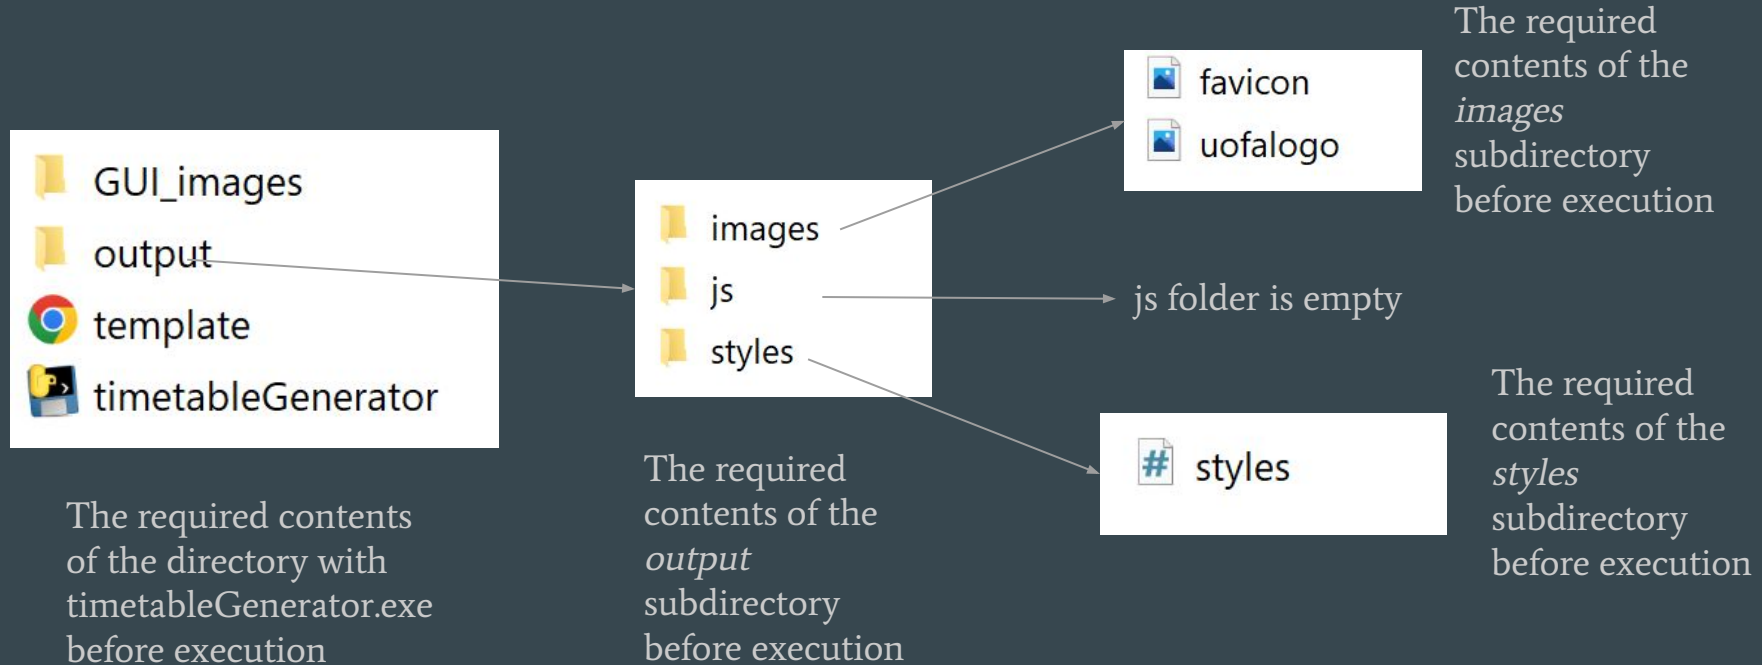 GUI_images
output
template
timetableGenerator
The required contents
of the directory with
timetableGenerator.exe
before execution
images
js
styles
The required
contents of the
output
subdirectory
before execution
favicon
uofalogo
The required
contents of the
images
subdirectory
before execution
js folder is empty
styles
The required
contents of the
styles
subdirectory
before execution